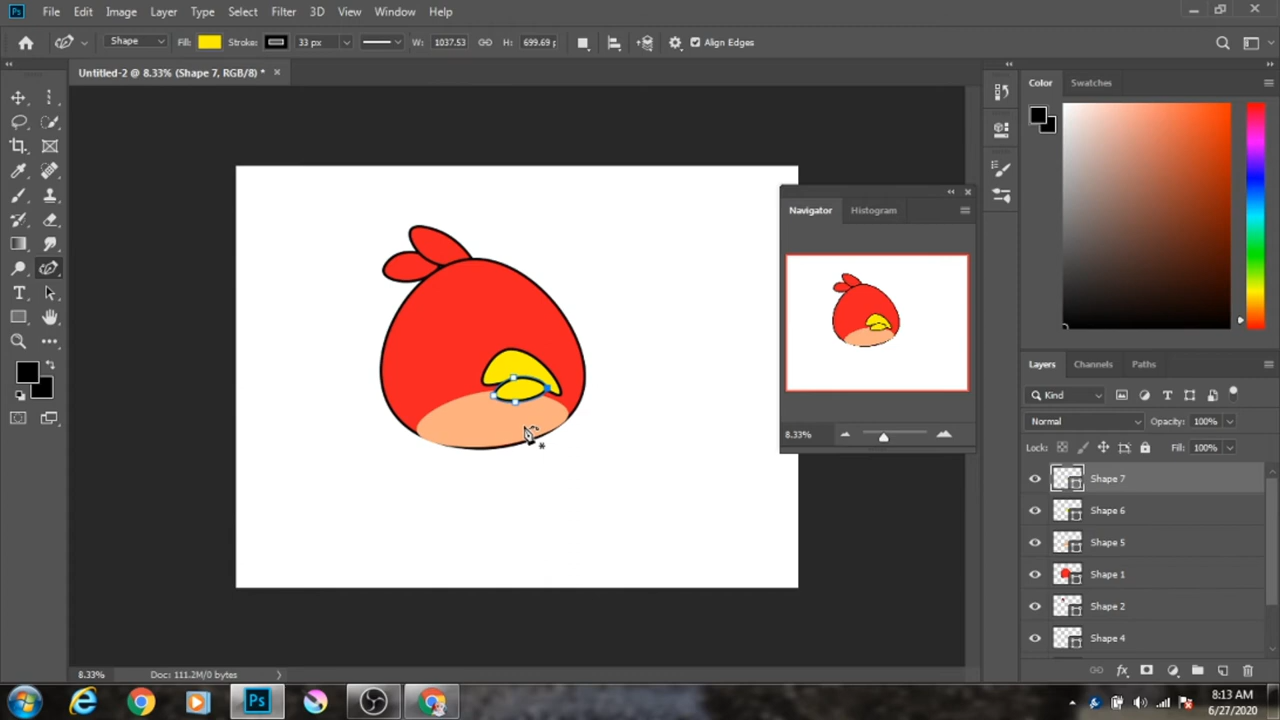 Ps File Edit Image Layer Type Select Filter 3D View Window Help
Shape Fill: Stroke: 33 px W: 1037.53 H: 699.69 p Align Edges
Untitled-2 @ 8.33% (Shape 7, RGB/8) *
Color Swatches
Navigator Histogram
8.33%
Layers Channels Paths
Kind
Normal Opacity: 100%
Lock: Fill: 100%
Shape 7
Shape 6
Shape 5
Shape 1
Shape 2
Shape 4
8.33% Doc: 111.2M/0 bytes
Ps
8:13 AM
6/27/2020